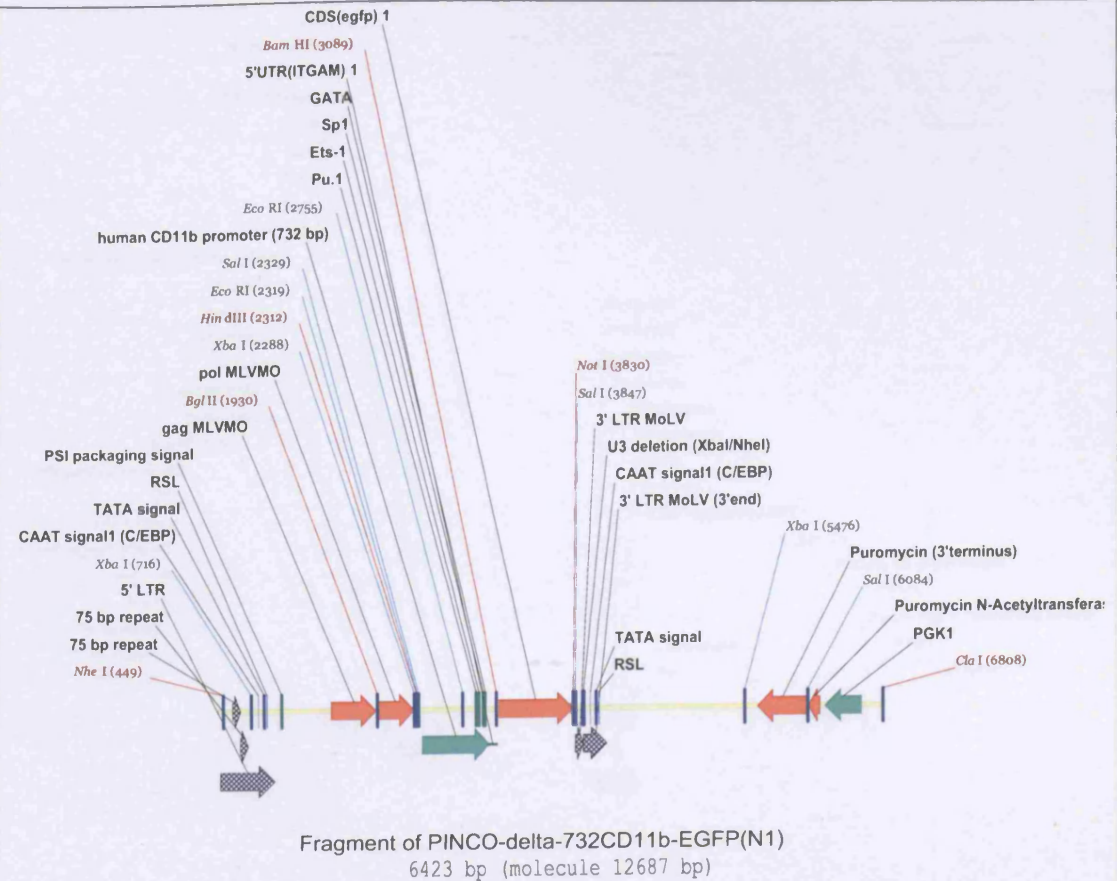 CDS(egfp) 1
Bam HI (3089)
5'UTR(ITGAM) 1
GATA
Sp1
Ets-1
Pu.1
Eco RI (2755)
human CD11b promoter (732 bp)
Sal I (2329)
Eco RI (2319)
Hin dIII (2312)
Xba I (2288)
pol MLVMO
Bgl II (1930)
gag MLVMO
PSI packaging signal
RSL
TATA signal
CAAT signal1 (C/EBP)
Xba I (716)
5' LTR
75 bp repeat
75 bp repeat
Nhe I (449)
Not I (3830)
Sal I (3847)
3' LTR MoLV
U3 deletion (XbaI/NheI)
CAAT signal1 (C/EBP)
3' LTR MoLV (3'end)
TATA signal
RSL
Xba I (5476)
Puromycin (3'terminus)
Sal I (6084)
Puromycin N-Acetyltransferas
PGK1
Cla I (6808)
Fragment of PINCO-delta-732CD11b-EGFP(N1)
6423 bp (molecule 12687 bp)